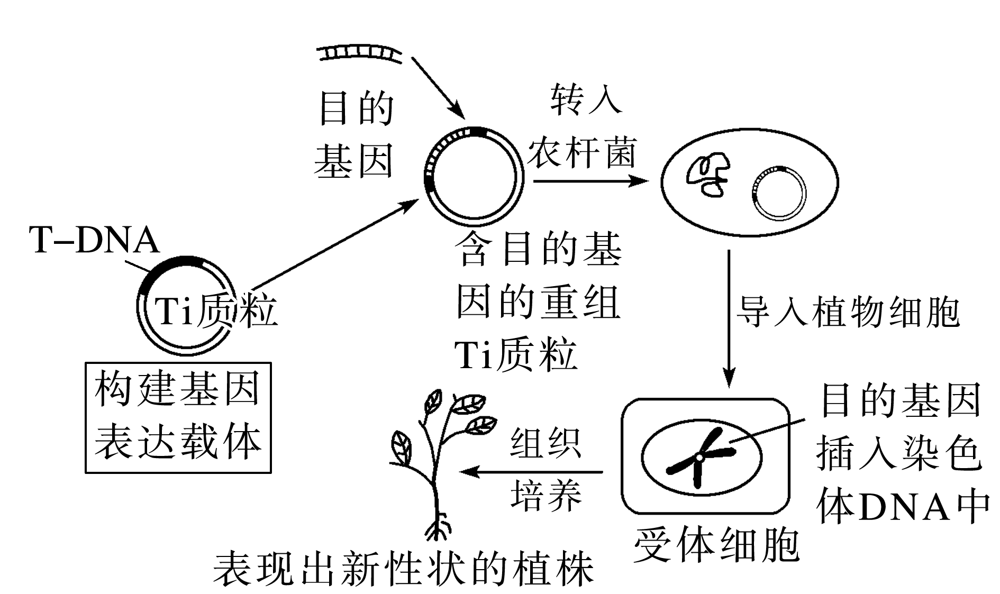 目的
基因
转入
农杆菌
T-DNA
Ti质粒
构建基因
表达载体
含目的基
因的重组
Ti质粒
导入植物细胞
目的基因
插入染色
体DNA中
受体细胞
组织
培养
表现出新性状的植株